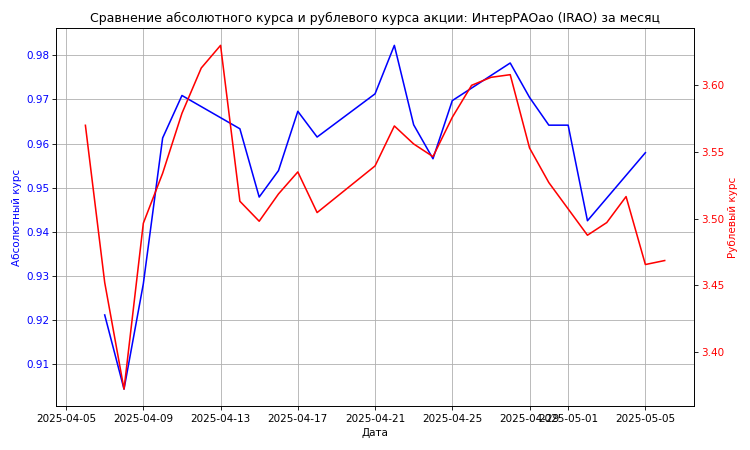 Сравнение абсолютного курса и рублевого курса акции: ИнтерРАОао (IRAO) за месяц
0.98
0.97
0.96
0.95
0.94
0.93
0.92
0.91
Абсолютный курс
3.60
3.55
3.50
3.45
3.40
Рублевый курс
2025-04-05 2025-04-09 2025-04-13 2025-04-17 2025-04-21 2025-04-25 2025-04-29 2025-05-01 2025-05-05
Дата